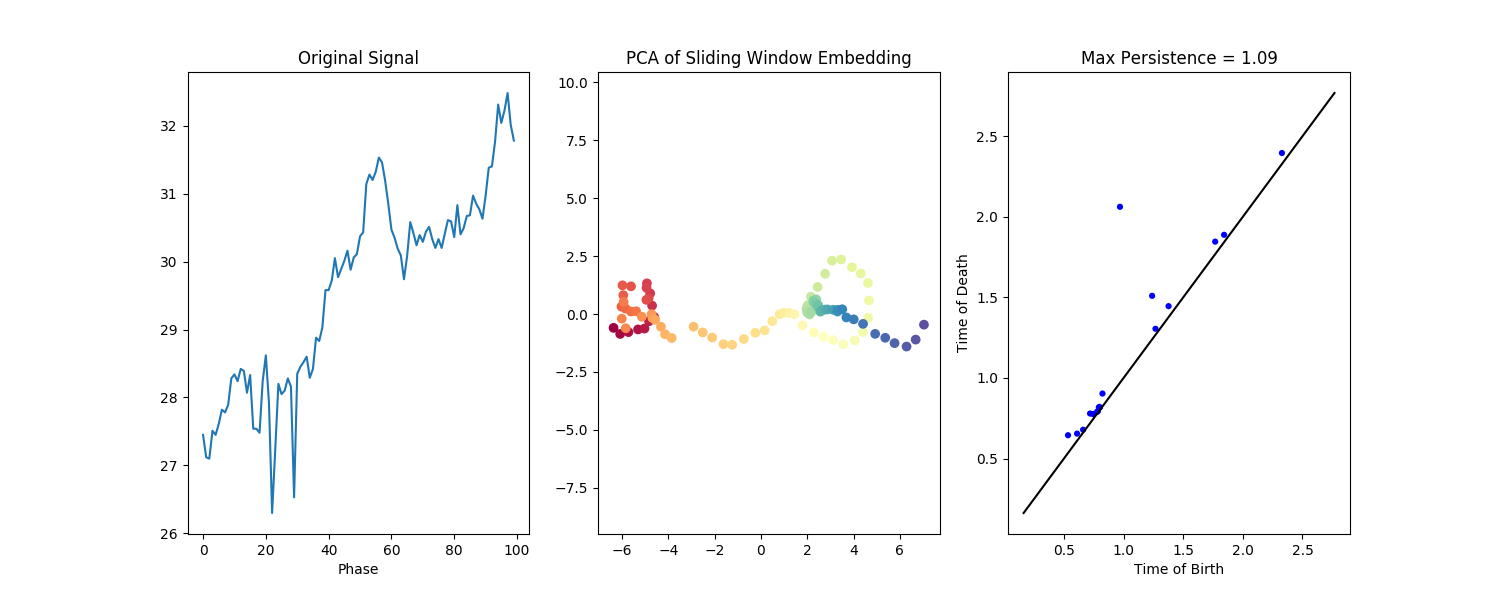 Original Signal
32
31
30
29
28
27
26
0 20 40 60 80 100
Phase
PCA of Sliding Window Embedding
10.0
7.5
5.0
2.5
0.0
−2.5
−5.0
−7.5
−6 −4 −2 0 2 4 6
Max Persistence = 1.09
Time of Death
2.5
2.0
1.5
1.0
0.5
0.5 1.0 1.5 2.0 2.5
Time of Birth